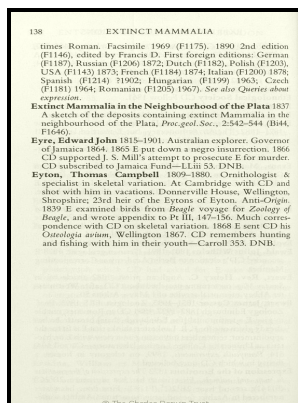 138 EXTINCT MAMMALIA
times Roman. Facsimile 1969 (F1175). 1890 2nd edition
(F1146), edited by Francis D. First foreign editions: German
(F1187), Russian (F1206) 1872; Dutch (F1182), Polish (F1203),
USA (F1143) 1873; French (F1184) 1874; Italian (F1200) 1878;
Spanish (F1214) ?1902; Hungarian (F1199) 1963; Czech
(F1181) 1964; Romanian (F1205) 1967). See also Queries about
expression.
Extinct Mammalia in the Neighbourhood of the Plata 1837
A sketch of the deposits containing extinct Mammalia in the
neighbourhood of the Plata, Proc.geol.Soc., 2:542–544 (Bi44,
F1646).
Eyre, Edward John 1815–1901. Australian explorer. Governor
of Jamaica 1864. 1865 E put down a negro insurrection. 1866
CD supported J. S. Mill's attempt to prosecute E for murder.
CD subscribed to Jamaica Fund—LLiii 53. DNB.
Eyton, Thomas Campbell 1809–1880. Ornithologist &
specialist in skeletal variation. At Cambridge with CD and
shot with him in vacations. Donnerville House, Wellington,
Shropshire; 23rd heir of the Eytons of Eyton. Anti-Origin.
1839 E examined birds from Beagle voyage for Zoology of
Beagle, and wrote appendix to Pt III, 147–156. Much corres-
pondence with CD on skeletal variation. 1868 E sent CD his
Osteologia avium, Wellington 1867. CD remembers hunting
and fishing with him in their youth—Carroll 353. DNB.
© The Charles Darwin Trust